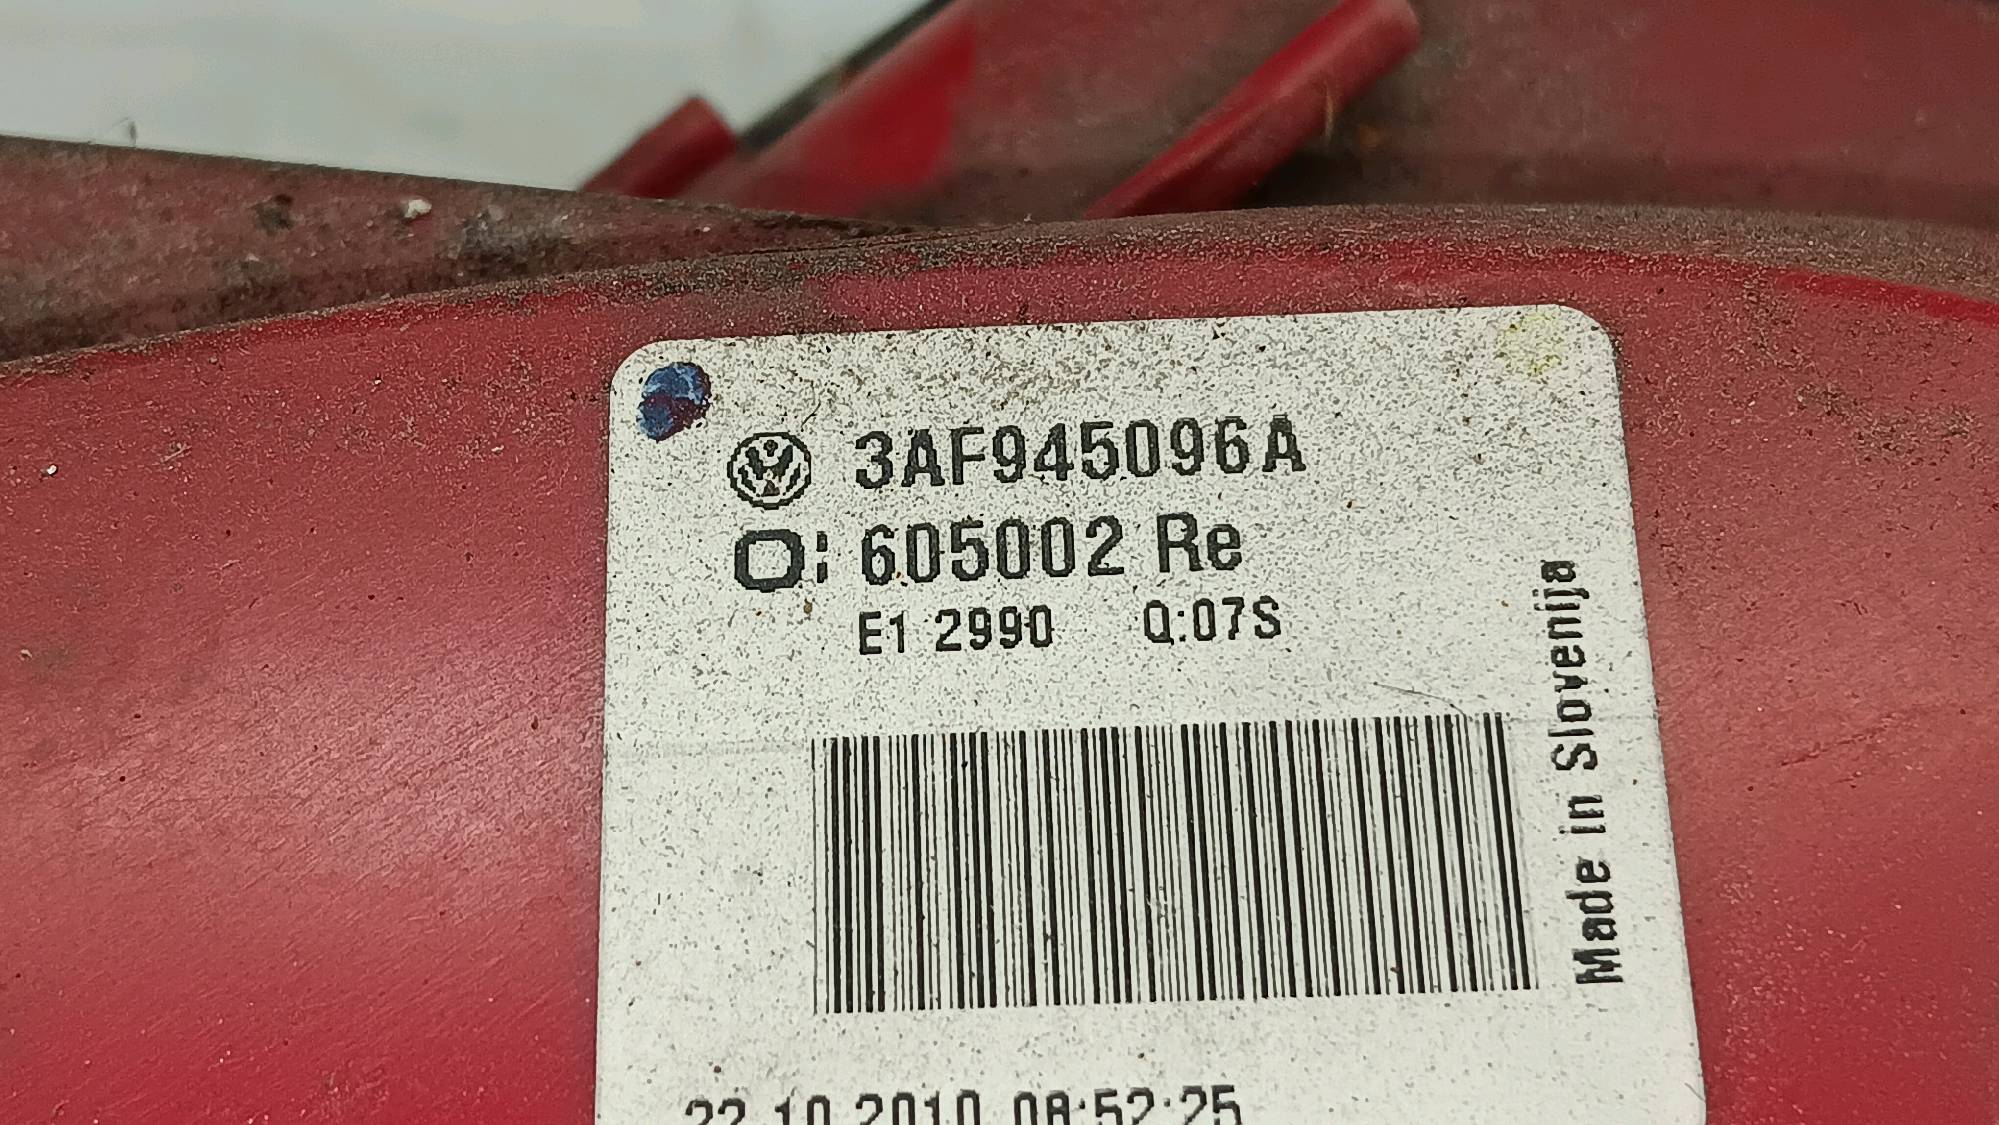 3AF945096A
O: 605002 Re
E1 2990 Q:07S
Made in Slovenija
22.10.2010 08:52:25